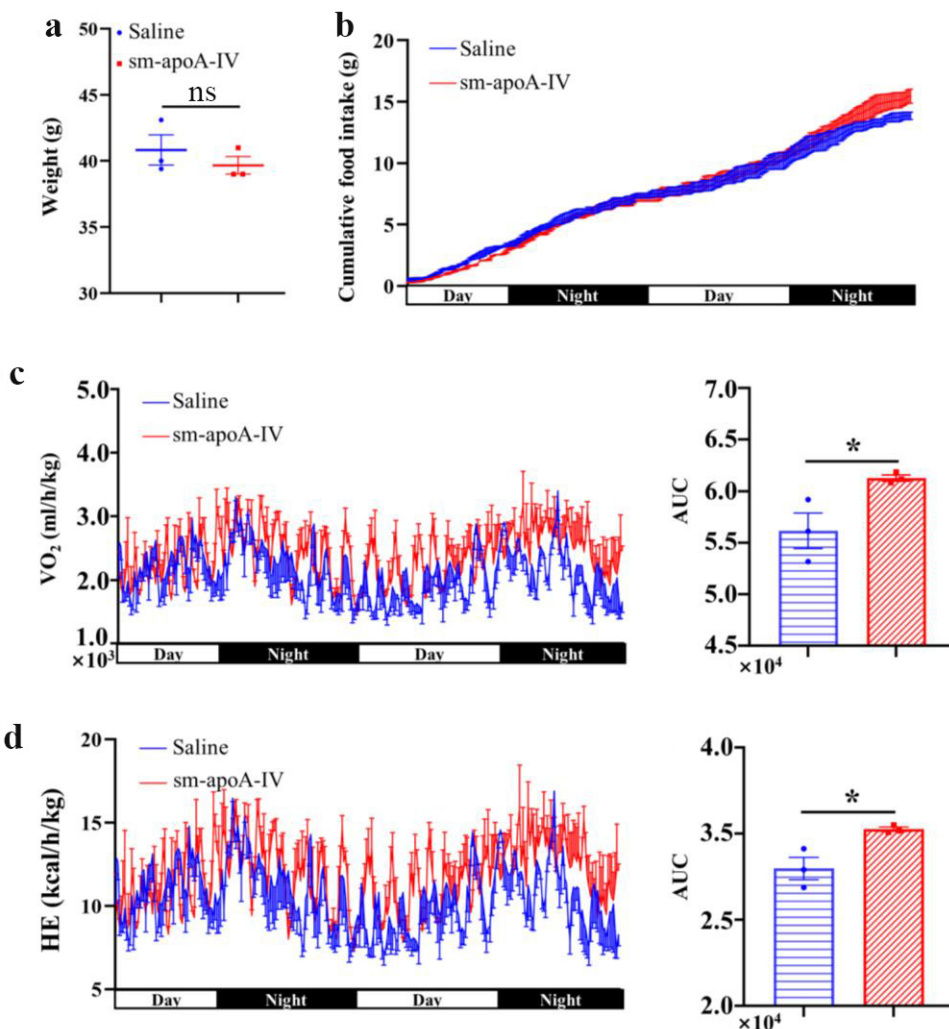 a
50
Saline
sm-apoA-IV
ns
45
40
35
30
Weight (g)
b
20
Saline
sm-apoA-IV
15
10
5
0
Cumulative food intake (g)
Day Night Day Night
c
5.0
Saline
sm-apoA-IV
4.0
3.0
2.0
1.0
×10³
VO₂ (ml/h/kg)
Day Night Day Night
7.0
6.5
*
6.0
5.5
5.0
4.5
×10⁴
AUC
d
20
Saline
sm-apoA-IV
15
10
5
HE (kcal/h/kg)
Day Night Day Night
4.0
*
3.5
2.5
2.0
×10⁴
AUC